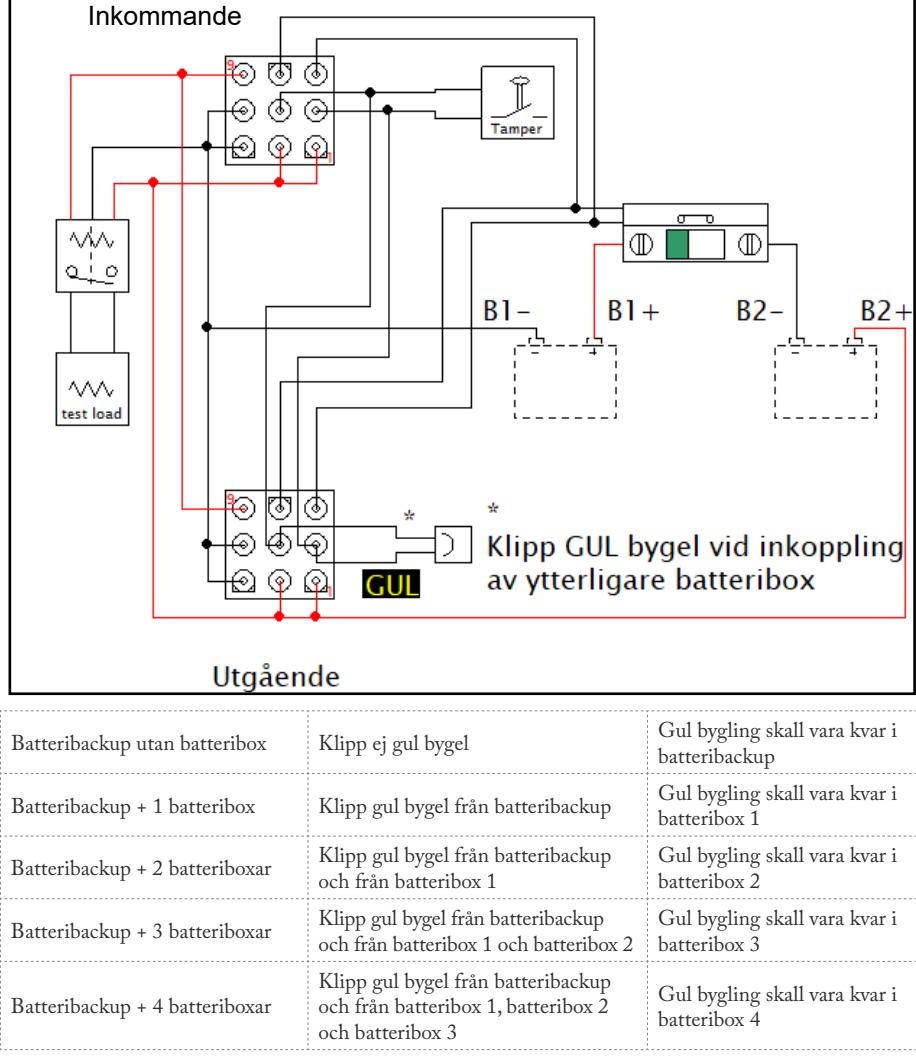 Inkommande
9
1
Tamper
B1-
B1+
B2-
B2+
test load
9
*
*
Klipp GUL bygel vid inkoppling
av ytterligare batteribox
GUL
1
Utgående
Batteribackup utan batteribox
Klipp ej gul bygel
Gul bygling skall vara kvar i
batteribackup
Batteribackup + 1 batteribox
Klipp gul bygel från batteribackup
Gul bygling skall vara kvar i
batteribox 1
Batteribackup + 2 batteriboxar
Klipp gul bygel från batteribackup
och från batteribox 1
Gul bygling skall vara kvar i
batteribox 2
Batteribackup + 3 batteriboxar
Klipp gul bygel från batteribackup
och från batteribox 1 och batteribox 2
Gul bygling skall vara kvar i
batteribox 3
Batteribackup + 4 batteriboxar
Klipp gul bygel från batteribackup
och från batteribox 1, batteribox 2
och batteribox 3
Gul bygling skall vara kvar i
batteribox 4